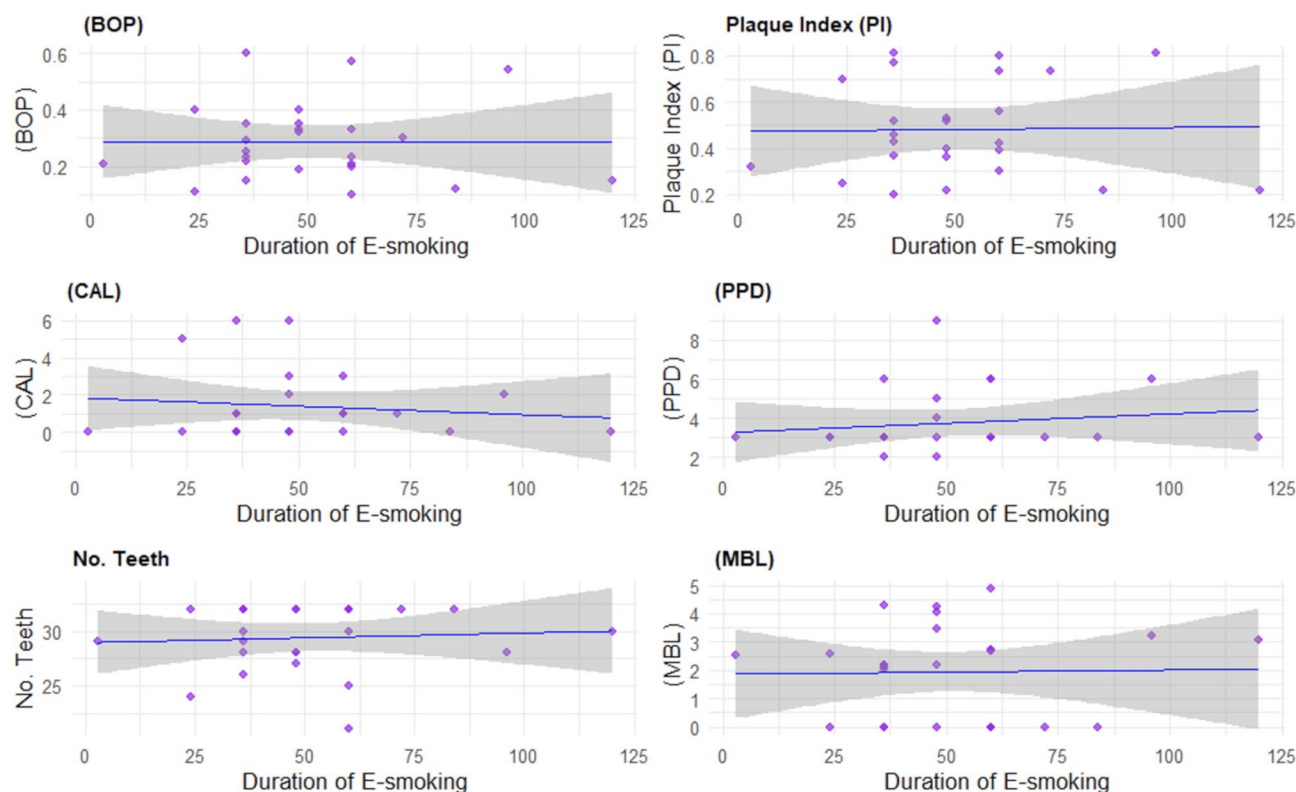 (BOP)
(BOP)
0.6
0.4
0.2
0 25 50 75 100 125
Duration of E-smoking
Plaque Index (PI)
Plaque Index (PI)
0.8
0.6
0.4
0.2
0 25 50 75 100 125
Duration of E-smoking
(CAL)
(CAL)
6
4
2
0
0 25 50 75 100 125
Duration of E-smoking
(PPD)
(PPD)
8
6
4
2
0 25 50 75 100 125
Duration of E-smoking
No. Teeth
No. Teeth
30
25
0 25 50 75 100 125
Duration of E-smoking
(MBL)
(MBL)
5
4
3
2
1
0
0 25 50 75 100 125
Duration of E-smoking